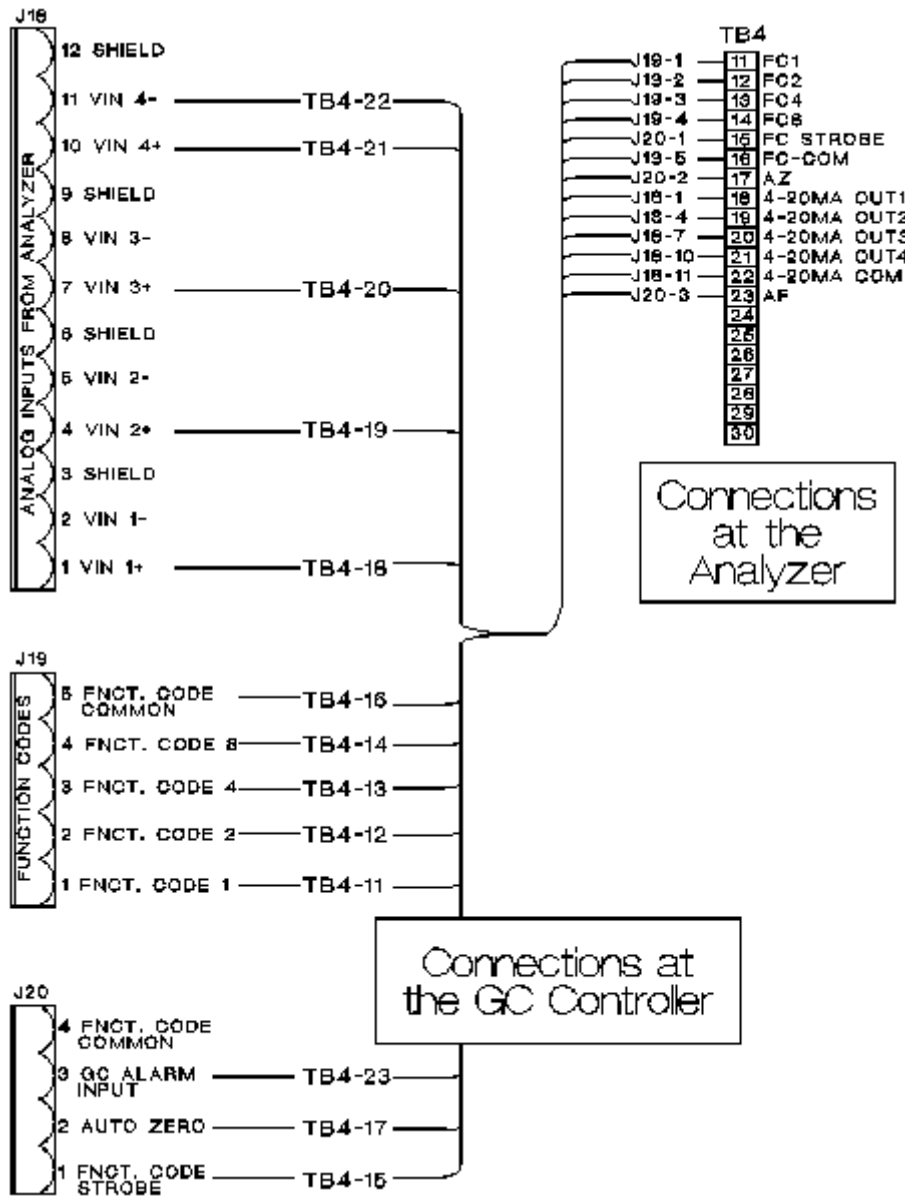 J18
ANALOG INPUTS FROM ANALYZER
12 SHIELD
11 VIN 4- TB4-22
10 VIN 4+ TB4-21
9 SHIELD
8 VIN 3-
7 VIN 3+ TB4-20
6 SHIELD
5 VIN 2-
4 VIN 2+ TB4-19
3 SHIELD
2 VIN 1-
1 VIN 1+ TB4-18
J19
FUNCTION CODES
5 FNCT. CODE COMMON TB4-16
4 FNCT. CODE 8 TB4-14
3 FNCT. CODE 4 TB4-13
2 FNCT. CODE 2 TB4-12
1 FNCT. CODE 1 TB4-11
J20
4 FNCT. CODE COMMON
3 GC ALARM INPUT TB4-23
2 AUTO ZERO TB4-17
1 FNCT. CODE STROBE TB4-15
Connections at
the GC Controller
TB4
J19-1 11 FC1
J19-2 12 FC2
J19-3 13 FC4
J19-4 14 FC8
J20-1 15 FC STROBE
J19-5 16 FC-COM
J20-2 17 AZ
J18-1 18 4-20MA OUT1
J18-4 19 4-20MA OUT2
J18-7 20 4-20MA OUT3
J18-10 21 4-20MA OUT4
J18-11 22 4-20MA COM
J20-3 23 AF
24
25
26
27
28
29
30
Connections
at the
Analyzer